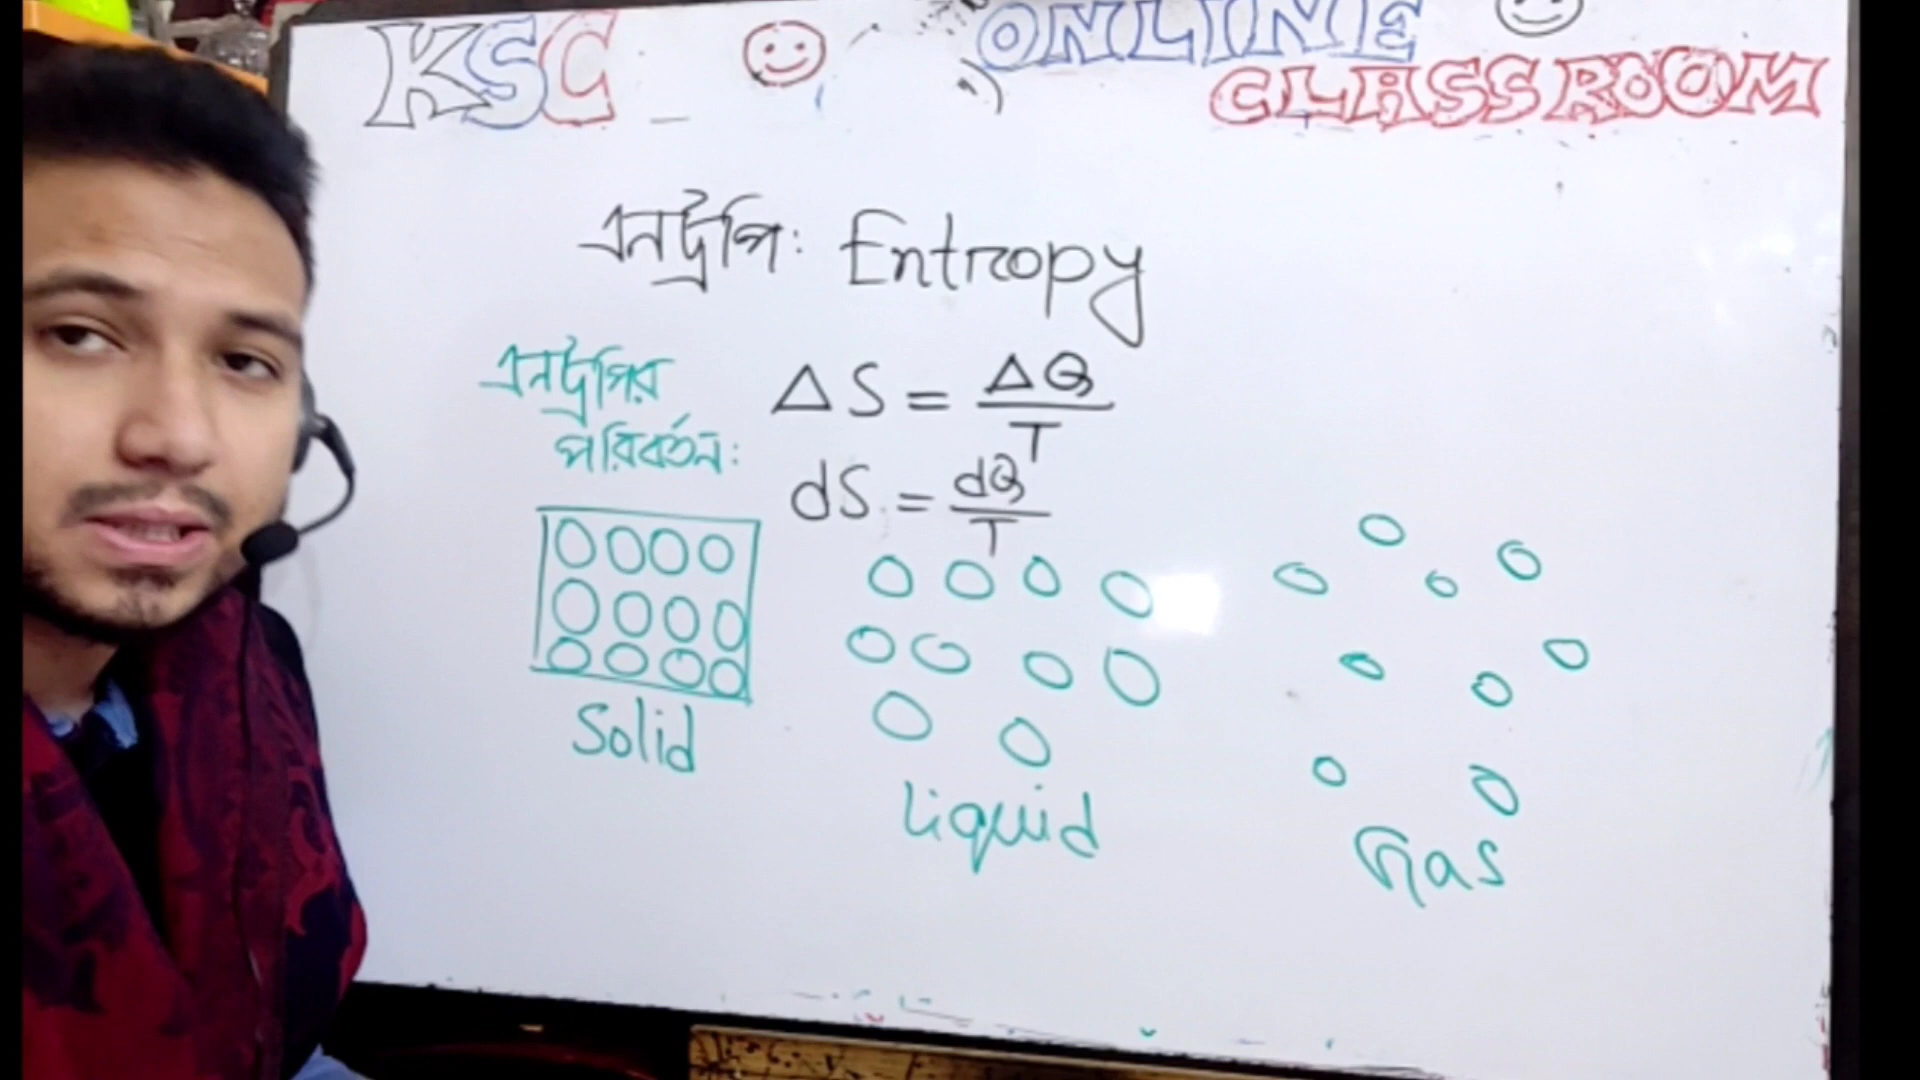 KSC ONLINE
CLASSROOM
এনট্রপি: Entropy
এনট্রপির
পরিবর্তন:
ΔS = ΔQ/T
dS = dQ/T
Solid
Liquid
Gas